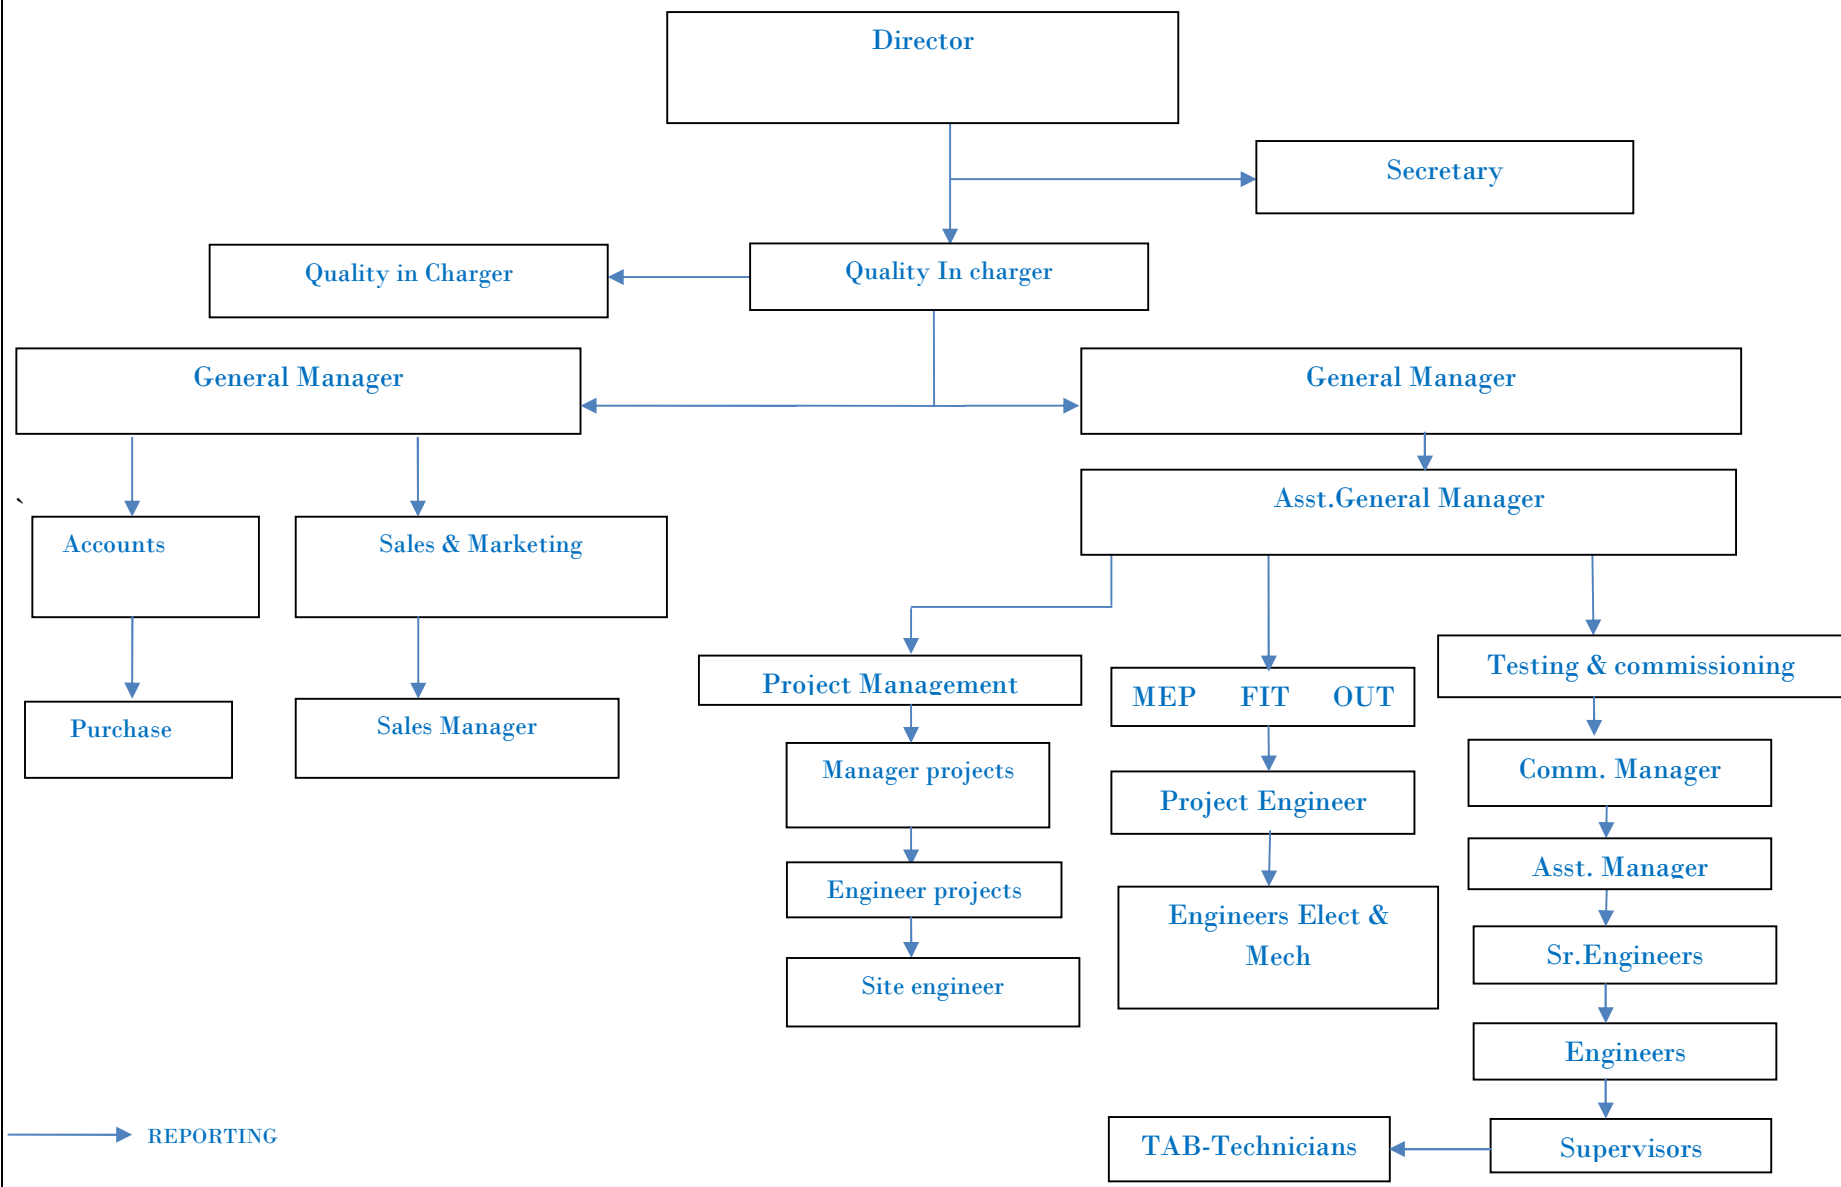 Director
Secretary
Quality in Charger
Quality In charger
General Manager
General Manager
`
Asst.General Manager
Accounts
Sales & Marketing
Project Management
Testing & commissioning
MEP FIT OUT
Purchase
Sales Manager
Manager projects
Comm. Manager
Project Engineer
Asst. Manager
Engineer projects
Engineers Elect &
Mech
Sr.Engineers
Site engineer
Engineers
REPORTING
TAB-Technicians
Supervisors